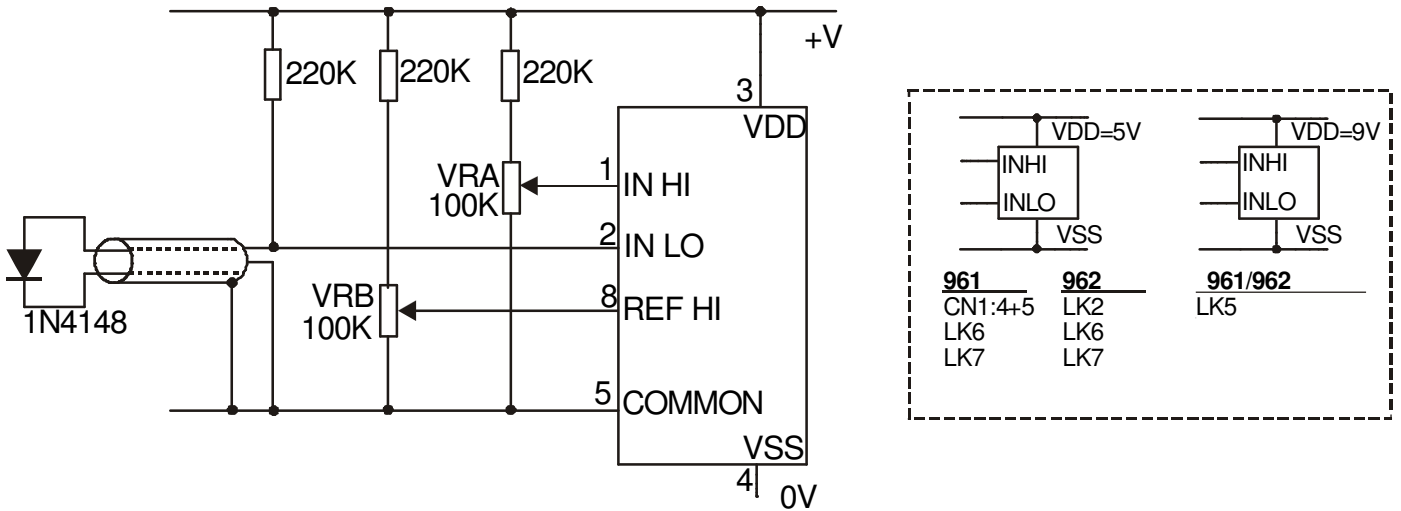 +V
220K 220K 220K
3
VDD
VRA
100K
1 IN HI
2 IN LO
VRB
100K
8 REF HI
1N4148
5 COMMON
VSS
4 0V
VDD=5V VDD=9V
INHI INHI
INLO INLO
VSS VSS
961 962 961/962
CN1:4+5 LK2 LK5
LK6 LK6
LK7 LK7